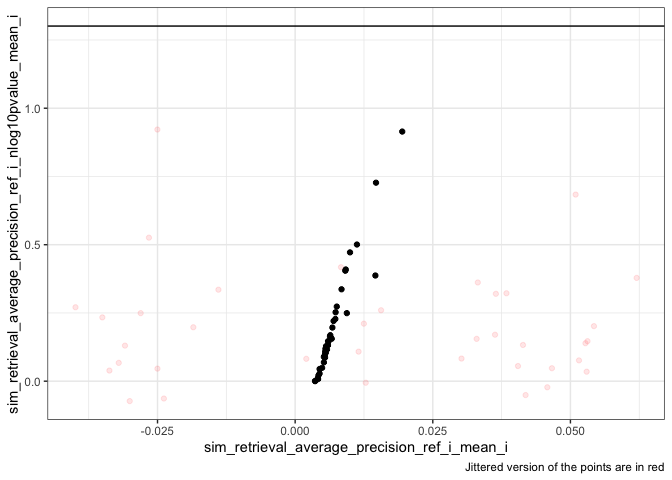 sim_retrieval_average_precision_ref_i_nlog10pvalue_mean_i
1.0
0.5
0.0
-0.025
0.000
0.025
0.050
sim_retrieval_average_precision_ref_i_mean_i
Jittered version of the points are in red